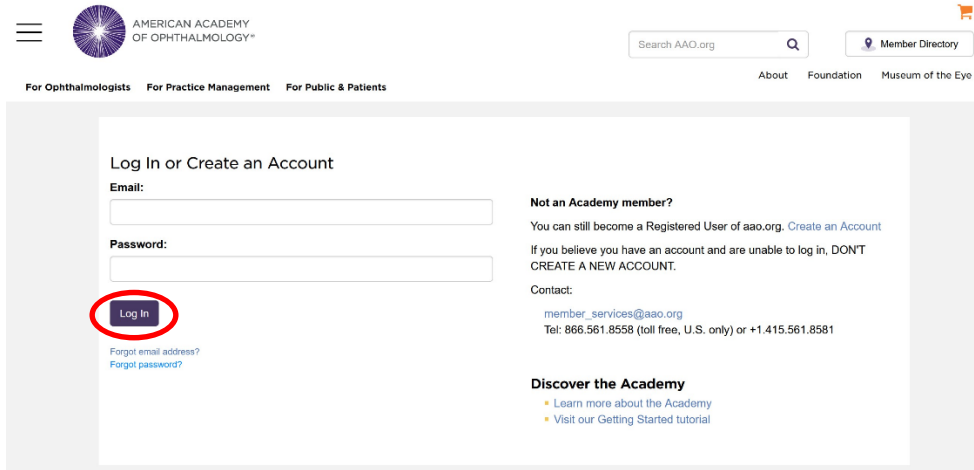 AMERICAN ACADEMY
OF OPHTHALMOLOGY®
Search AAO.org
Member Directory
About Foundation Museum of the Eye
For Ophthalmologists For Practice Management For Public & Patients
Log In or Create an Account
Email:
Password:
Log In
Forgot email address?
Forgot password?
Not an Academy member?
You can still become a Registered User of aao.org. Create an Account
If you believe you have an account and are unable to log in, DON'T
CREATE A NEW ACCOUNT.
Contact:
member_services@aao.org
Tel: 866.561.8558 (toll free, U.S. only) or +1.415.561.8581
Discover the Academy
Learn more about the Academy
Visit our Getting Started tutorial